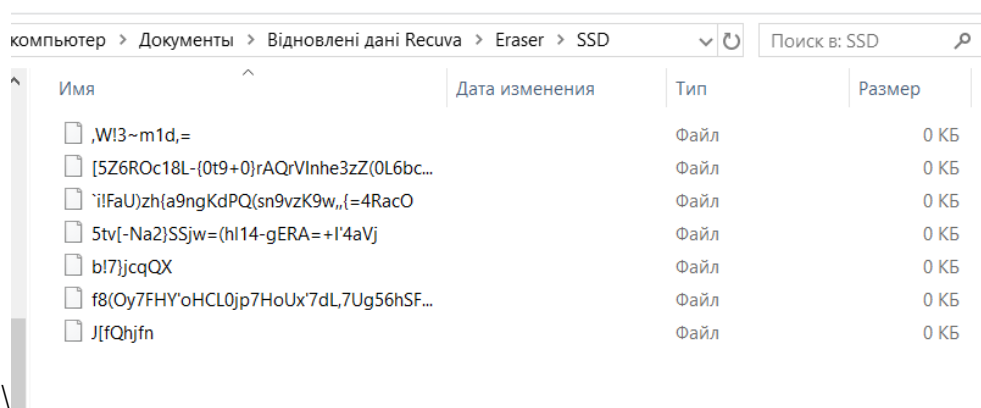 компьютер > Документы > Відновлені дані Recuva > Eraser > SSD Поиск в: SSD
Имя Дата изменения Тип Размер
,W!3~m1d,= Файл 0 КБ
[5Z6ROc18L-{0t9+0}rAQrVlnhe3zZ(0L6bc... Файл 0 КБ
`i!FaU)zh{a9ngKdPQ(sn9vzK9w,,{=4RacO Файл 0 КБ
5tv[-Na2}SSjw=(hl14-gERA=+I'4aVj Файл 0 КБ
b!7}jcqQX Файл 0 КБ
f8(Oy7FHY'oHCL0jp7HoUx'7dL,7Ug56hSF... Файл 0 КБ
J[fQhjfn Файл 0 КБ
\